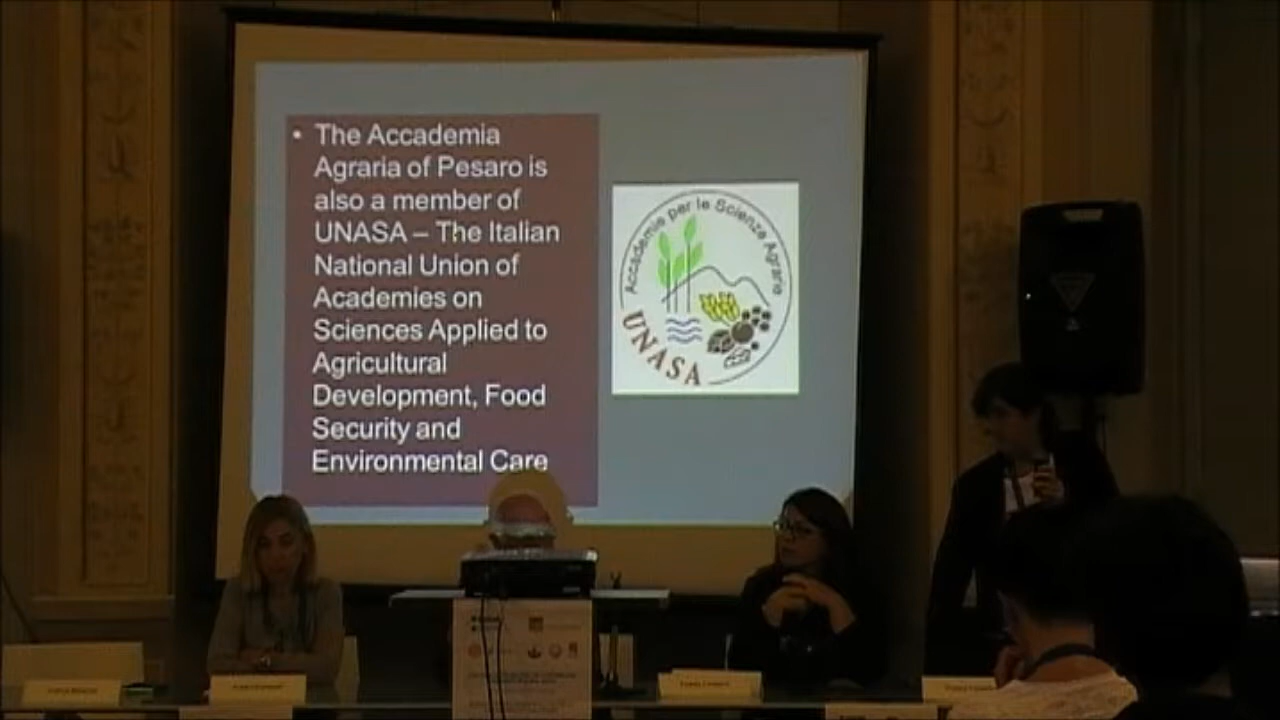 • The Accademia
Agraria of Pesaro is
also a member of
UNASA – The Italian
National Union of
Academies on
Sciences Applied to
Agricultural
Development, Food
Security and
Environmental Care
Accademie per le Scienze Agrarie
UNASA